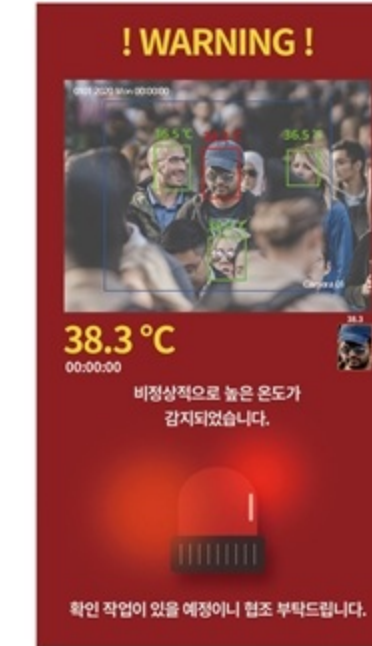 ! WARNING !
36.5 °C
36.5 °C
Camera 01
38.3
38.3 °C
00:00:00
비정상적으로 높은 온도가
감지되었습니다.
확인 작업이 있을 예정이니 협조 부탁드립니다.